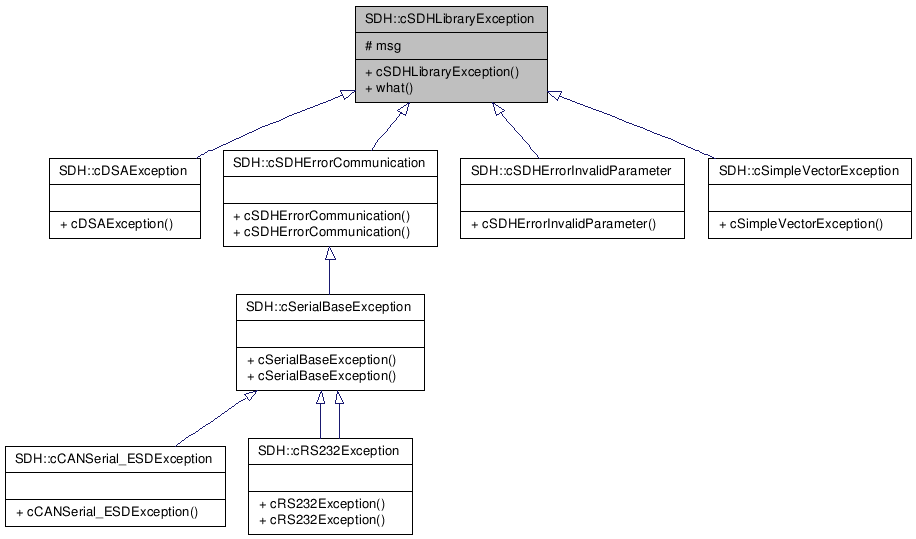 SDH::cSDHLibraryException
# msg
+ cSDHLibraryException()
+ what()
SDH::cDSAException
+ cDSAException()
SDH::cSDHErrorCommunication
+ cSDHErrorCommunication()
+ cSDHErrorCommunication()
SDH::cSDHErrorInvalidParameter
+ cSDHErrorInvalidParameter()
SDH::cSimpleVectorException
+ cSimpleVectorException()
SDH::cSerialBaseException
+ cSerialBaseException()
+ cSerialBaseException()
SDH::cCANSerial_ESDException
+ cCANSerial_ESDException()
SDH::cRS232Exception
+ cRS232Exception()
+ cRS232Exception()